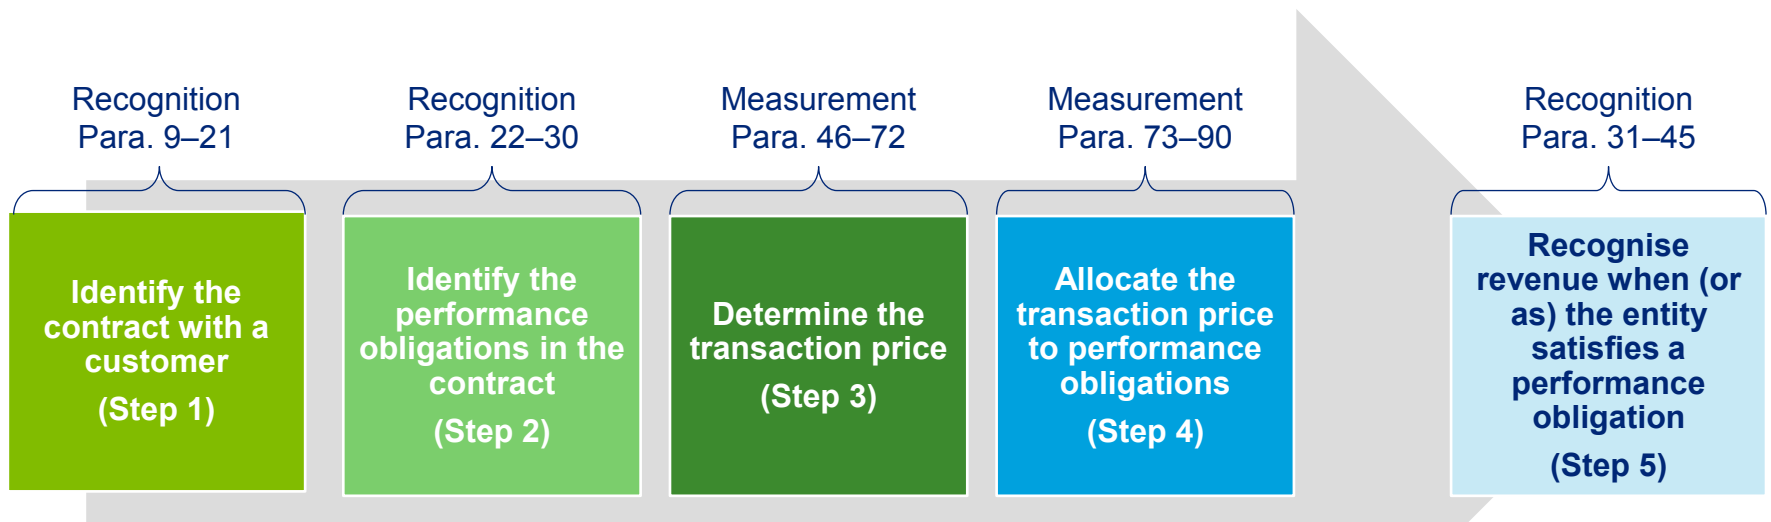 Recognition
Para. 9–21
Recognition
Para. 22–30
Measurement
Para. 46–72
Measurement
Para. 73–90
Recognition
Para. 31–45
Identify the
contract with a
customer
(Step 1)
Identify the
performance
obligations in the
contract
(Step 2)
Determine the
transaction price
(Step 3)
Allocate the
transaction price
to performance
obligations
(Step 4)
Recognise
revenue when (or
as) the entity
satisfies a
performance
obligation
(Step 5)